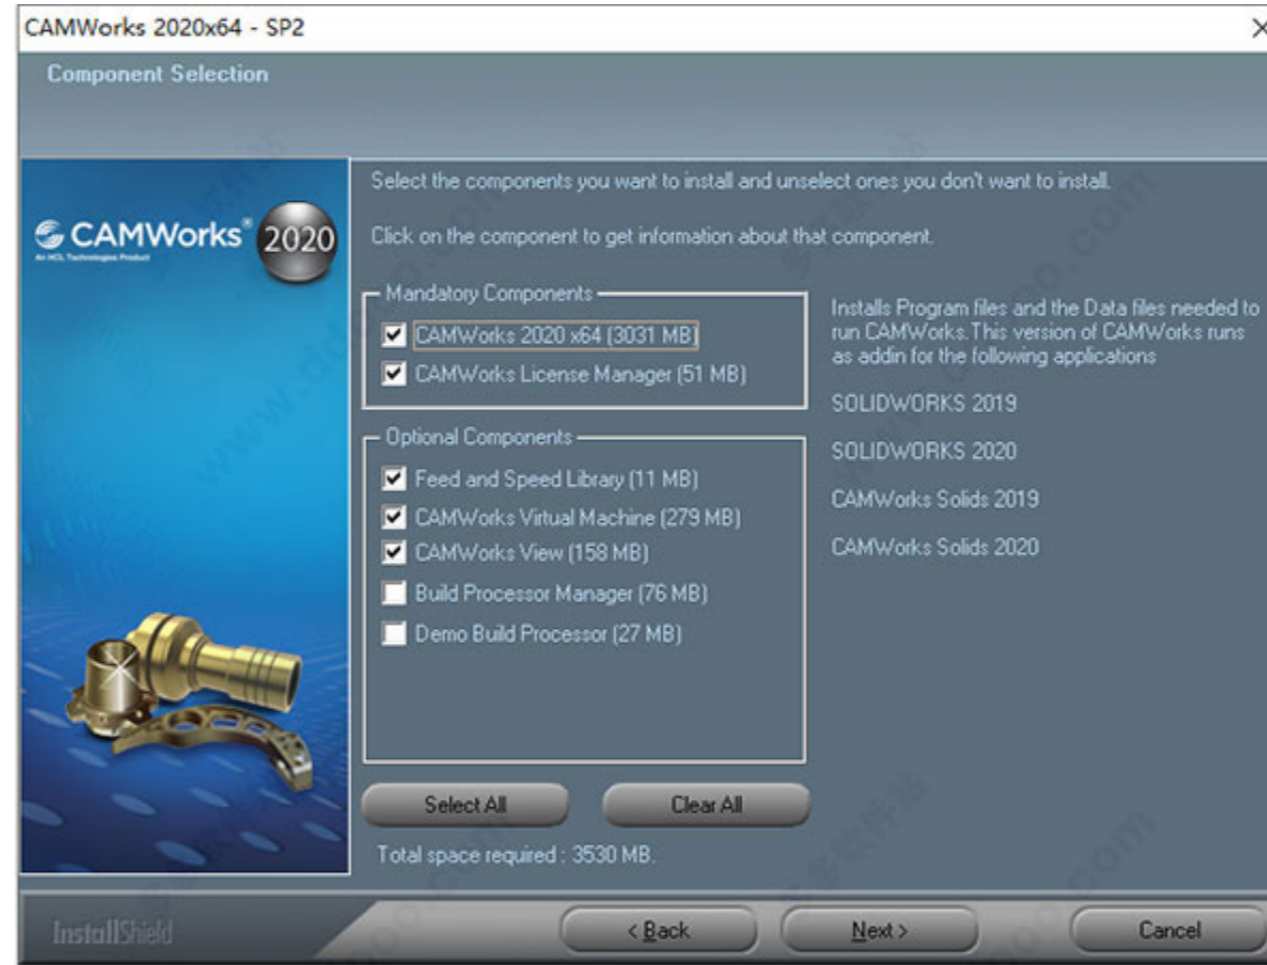 CAMWorks 2020x64 - SP2
Component Selection
CAMWorks® 2020
An HCL Technologies Product
Select the components you want to install and unselect ones you don't want to install.
Click on the component to get information about that component.
Mandatory Components
CAMWorks 2020 x64 (3031 MB)
CAMWorks License Manager (51 MB)
Optional Components
Feed and Speed Library (11 MB)
CAMWorks Virtual Machine (279 MB)
CAMWorks View (158 MB)
Build Processor Manager (76 MB)
Demo Build Processor (27 MB)
Installs Program files and the Data files needed to
run CAMWorks.This version of CAMWorks runs
as addin for the following applications
SOLIDWORKS 2019
SOLIDWORKS 2020
CAMWorks Solids 2019
CAMWorks Solids 2020
Select All
Clear All
Total space required : 3530 MB.
InstallShield
< Back
Next >
Cancel